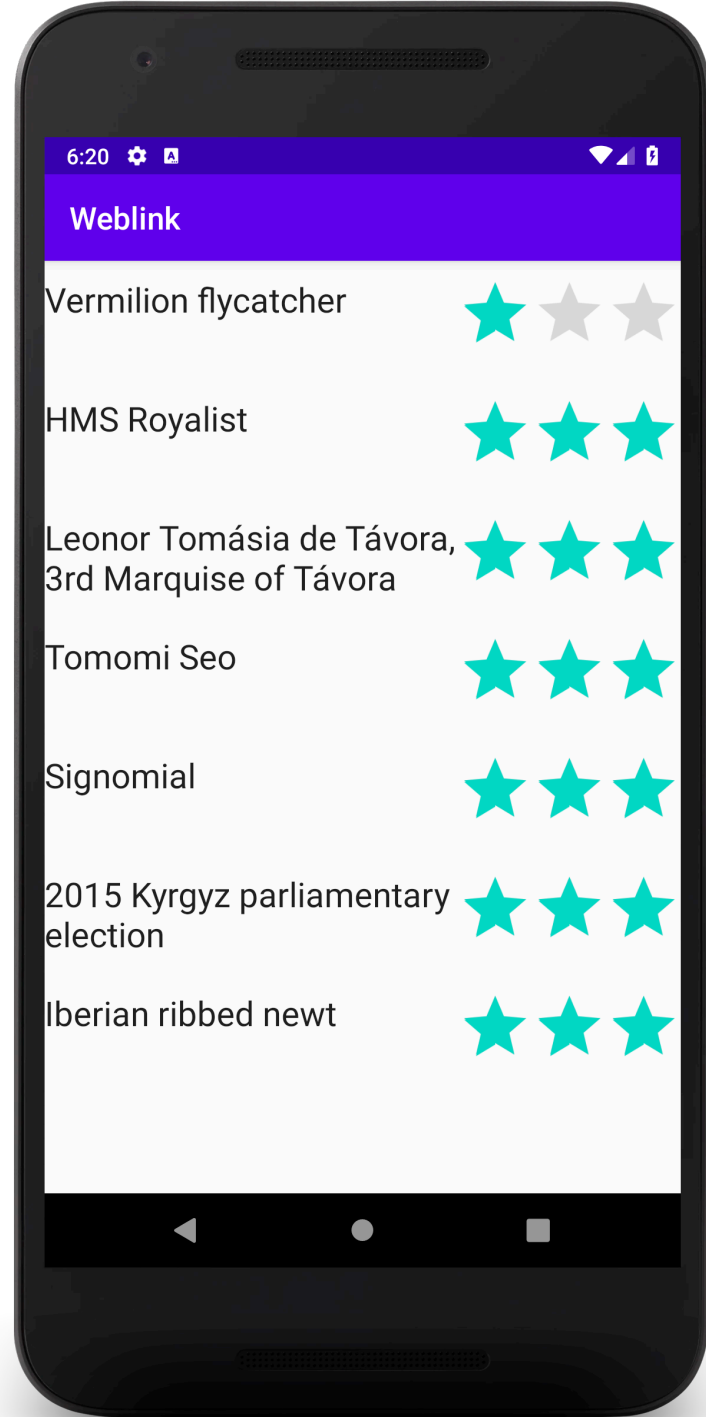 6:20
Weblink
Vermilion flycatcher
HMS Royalist
Leonor Tomásia de Távora,
3rd Marquise of Távora
Tomomi Seo
Signomial
2015 Kyrgyz parliamentary
election
Iberian ribbed newt